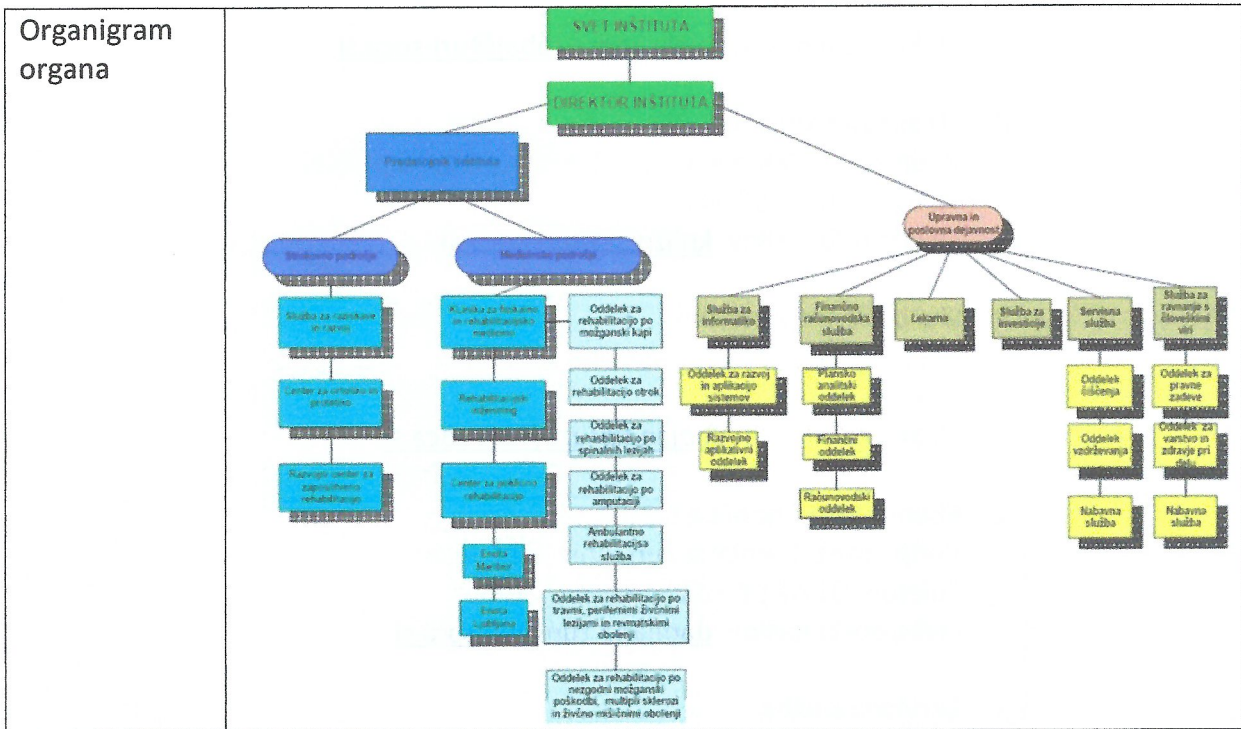 Organigram
organa
SVET INŠTITUTA
DIREKTOR INŠTITUTA
Predstojnik
Upravna in
poslovna dejavnost
Strokovno področje
Medicinsko področje
Služba za raziskave
in razvoj
Center za ortotiko in
protetiko
Razvojni center za
zaposlitveno
rehabilitacijo
Klinika za fizikalno
in rehabilitacijsko
medicino
Rehabilitacijski
inženiring
Center za poklicno
rehabilitacijo
Enota
Maribor
Enota
Ljubljana
Oddelek za
rehabilitacijo po
možganski kapi
Oddelek za
rehabilitacijo otrok
Oddelek za
rehasbilitacijo po
spinalnih lezijah
Oddelek za
rehabilitacijo po
amputaciji
Ambulantno
rehabilitacijsa
služba
Oddelek za rehabilitacijo po
travmi, perifernimi živčnimi
lezijami in revmatskimi
obolenji
Oddelek za rehabilitacijo po
nezgodni možganski
poškodbi, multipli sklerozi
in živčno mišičnimi obolenji
Služba za
informatiko
Oddelek za razvoj
in aplikacijo
sistemov
Razvojno
aplikativni
oddelek
Finančno
računovodska
služba
Plansko
analitski
oddelek
Finančni
oddelek
Računovodski
oddelek
Lekarna
Služba za
investicije
Servisna
služba
Oddelek
čiščenja
Oddelek
vzdrževanja
Nabavna
služba
Služba za
ravnanje s
človeškimi
viri
Oddelek za
pravne
zadeve
Oddelek za
varstvo in
zdravje pri
delu
Nabavna
služba